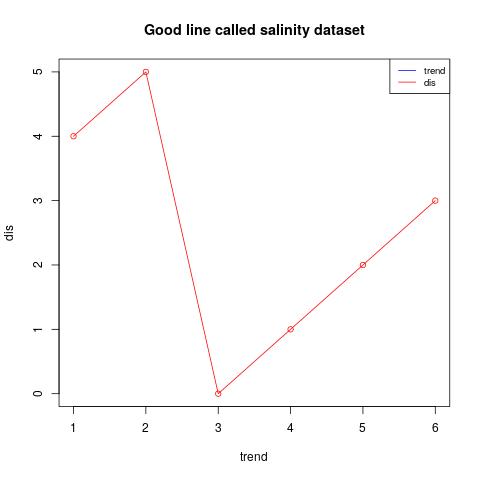 Good line called salinity dataset
trend
dis
5
4
3
2
1
0
dis
1 2 3 4 5 6
trend